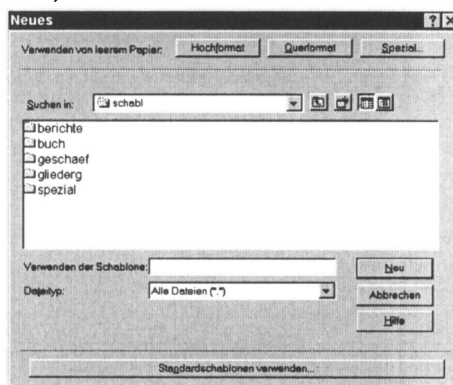 Neues
Verwenden von leerem Papier: Hochformat Querformat Spezial...
Suchen in: schabl
berichte
buch
geschaef
gliederg
spezial
Verwenden der Schablone: Neu
Dateityp: Alle Dateien (*.*) Abbrechen
Hilfe
Standardschablonen verwenden...